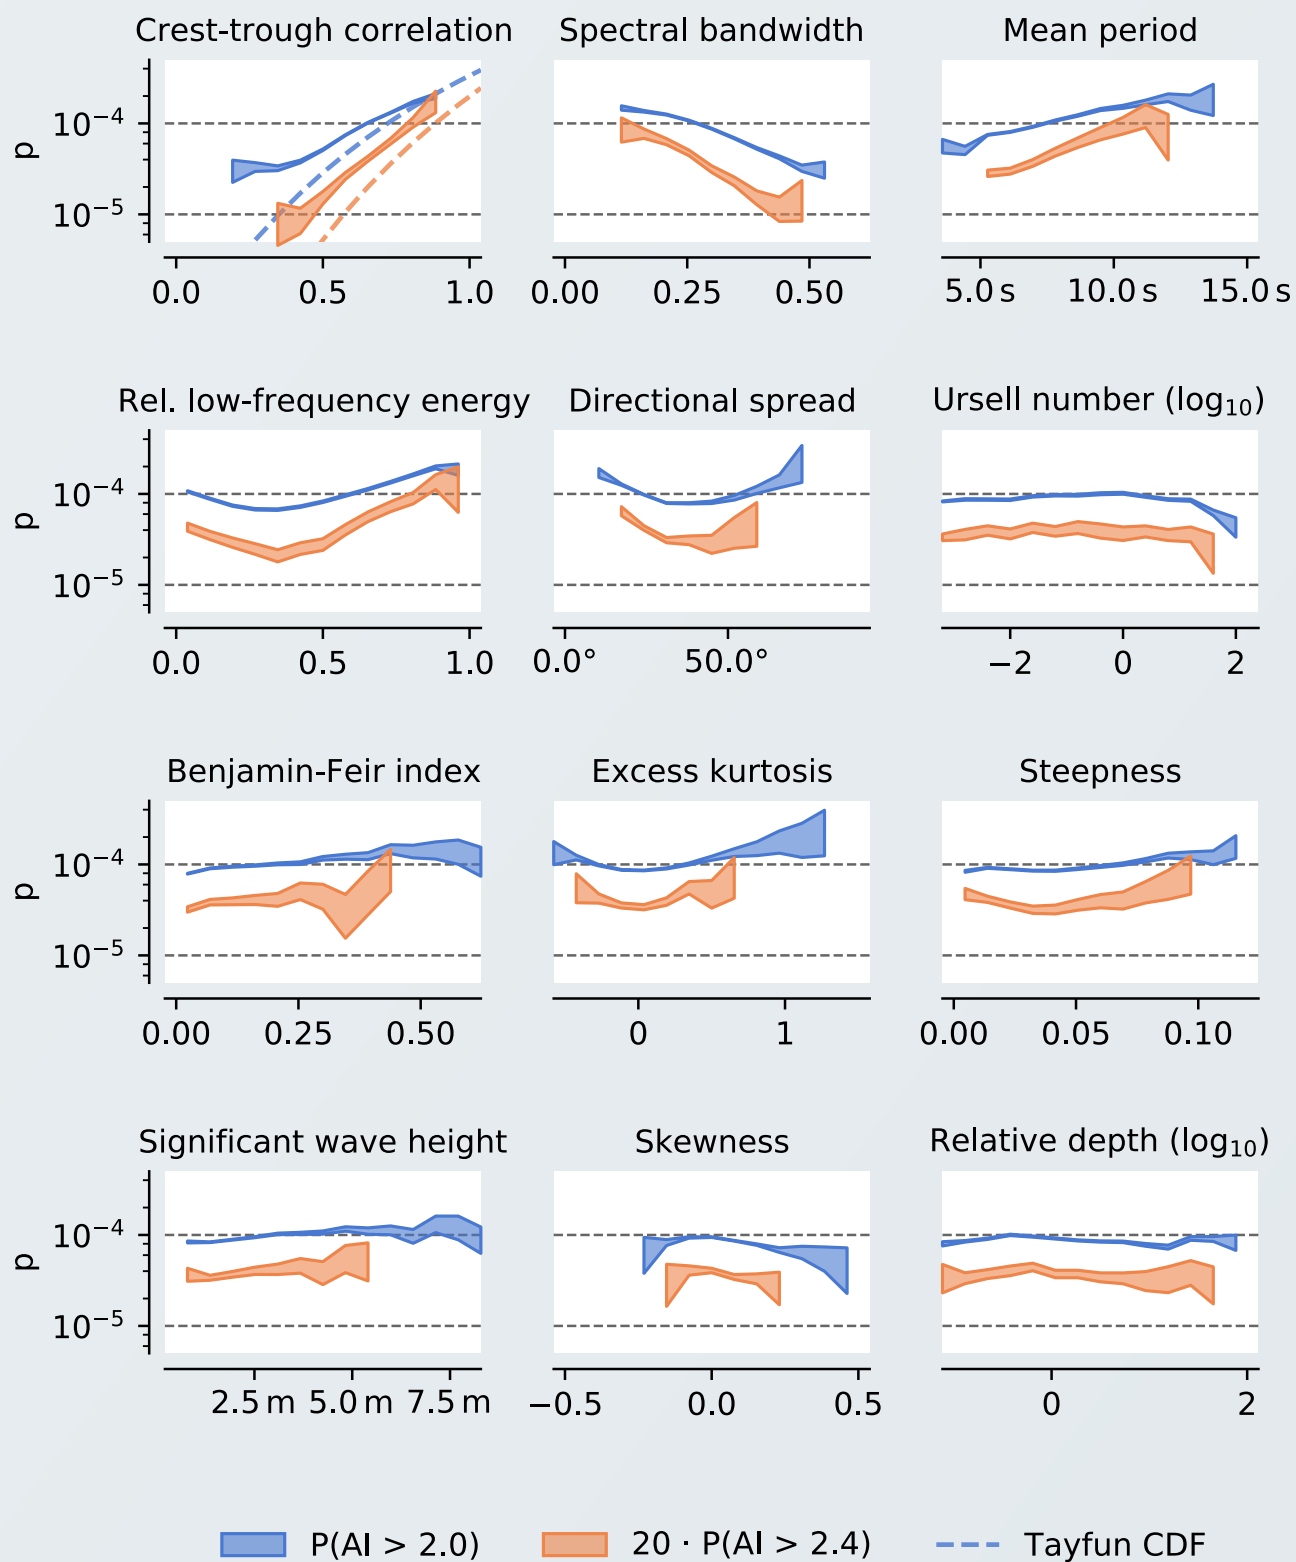 Crest-trough correlation Spectral bandwidth Mean period
p
10⁻⁴
10⁻⁵
0.0 0.5 1.0 0.00 0.25 0.50 5.0 s 10.0 s 15.0 s
Rel. low-frequency energy Directional spread Ursell number (log₁₀)
p
10⁻⁴
10⁻⁵
0.0 0.5 1.0 0.0° 50.0° −2 0 2
Benjamin-Feir index Excess kurtosis Steepness
p
10⁻⁴
10⁻⁵
0.00 0.25 0.50 0 1 0.00 0.05 0.10
Significant wave height Skewness Relative depth (log₁₀)
p
10⁻⁴
10⁻⁵
2.5 m 5.0 m 7.5 m −0.5 0.0 0.5 0 2
P(AI > 2.0) 20 · P(AI > 2.4) Tayfun CDF